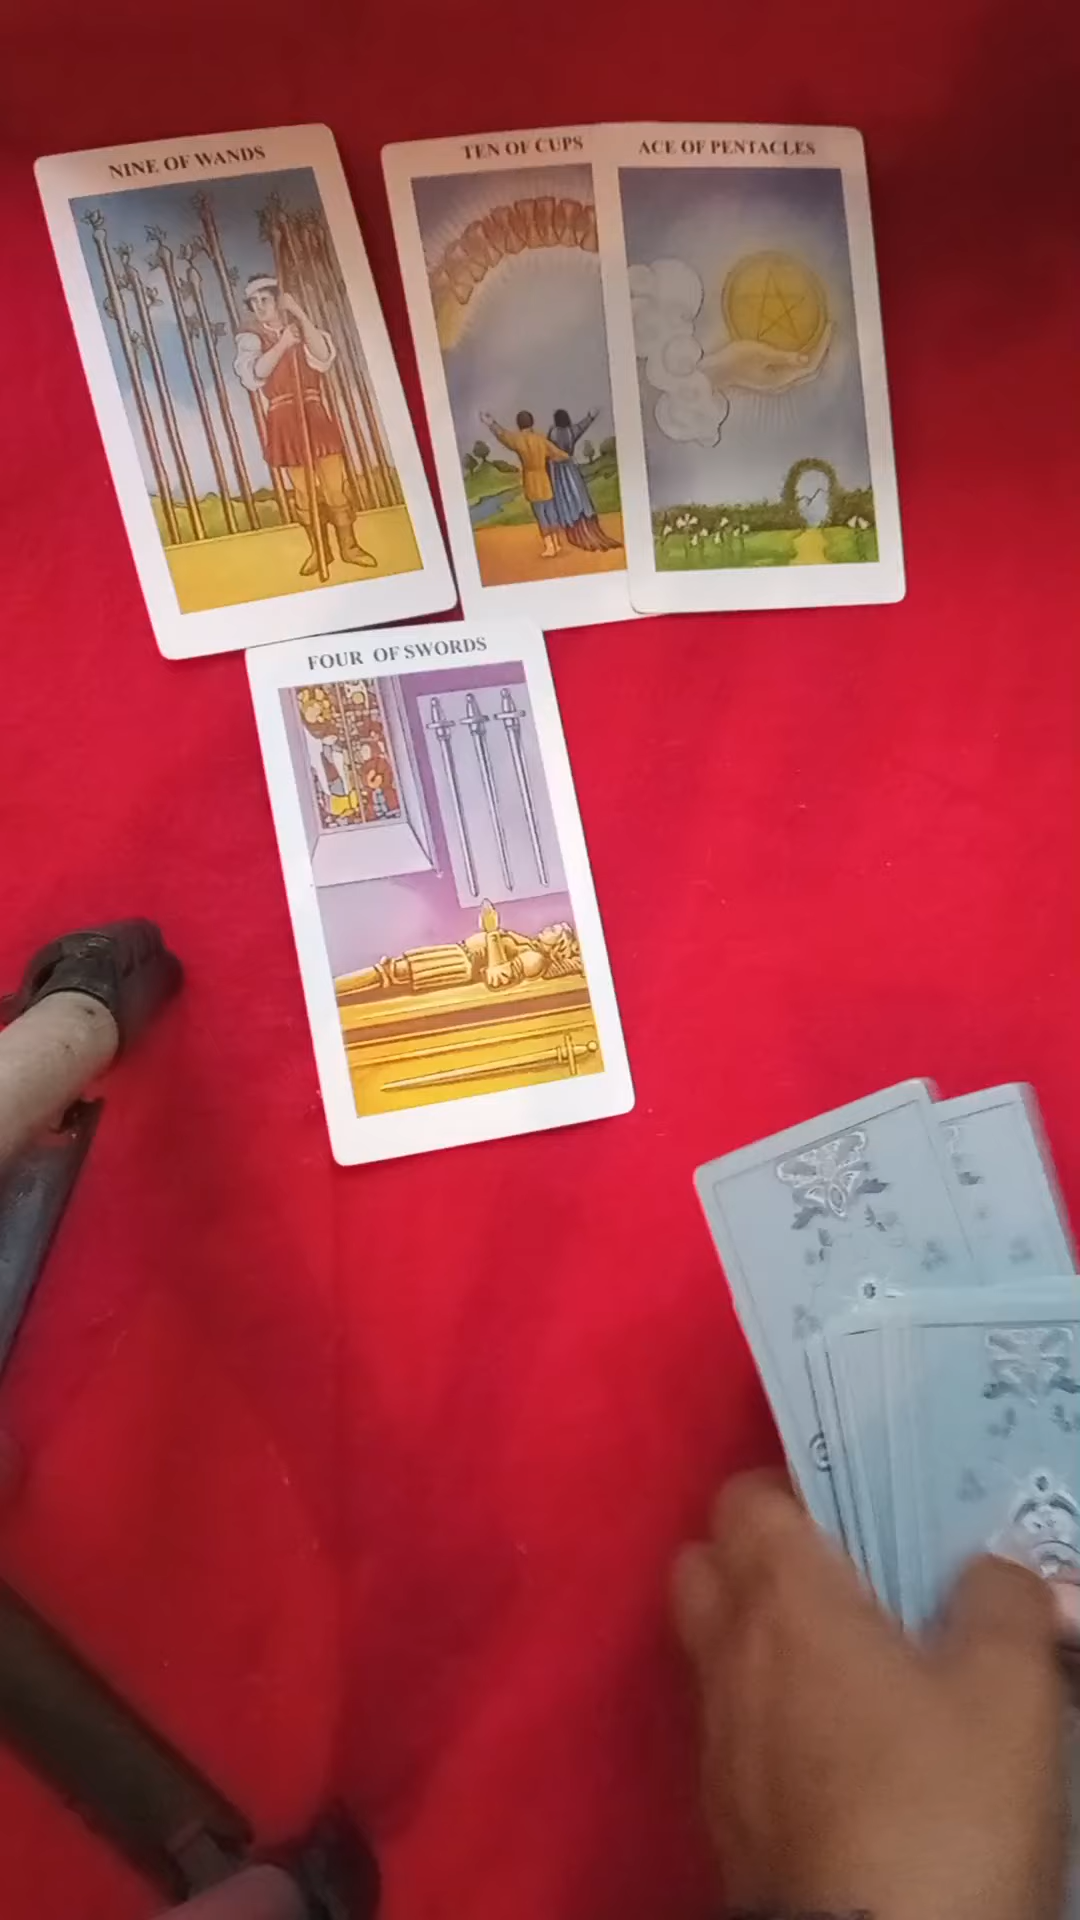 NINE OF WANDS
TEN OF CUPS
ACE OF PENTACLES
FOUR OF SWORDS